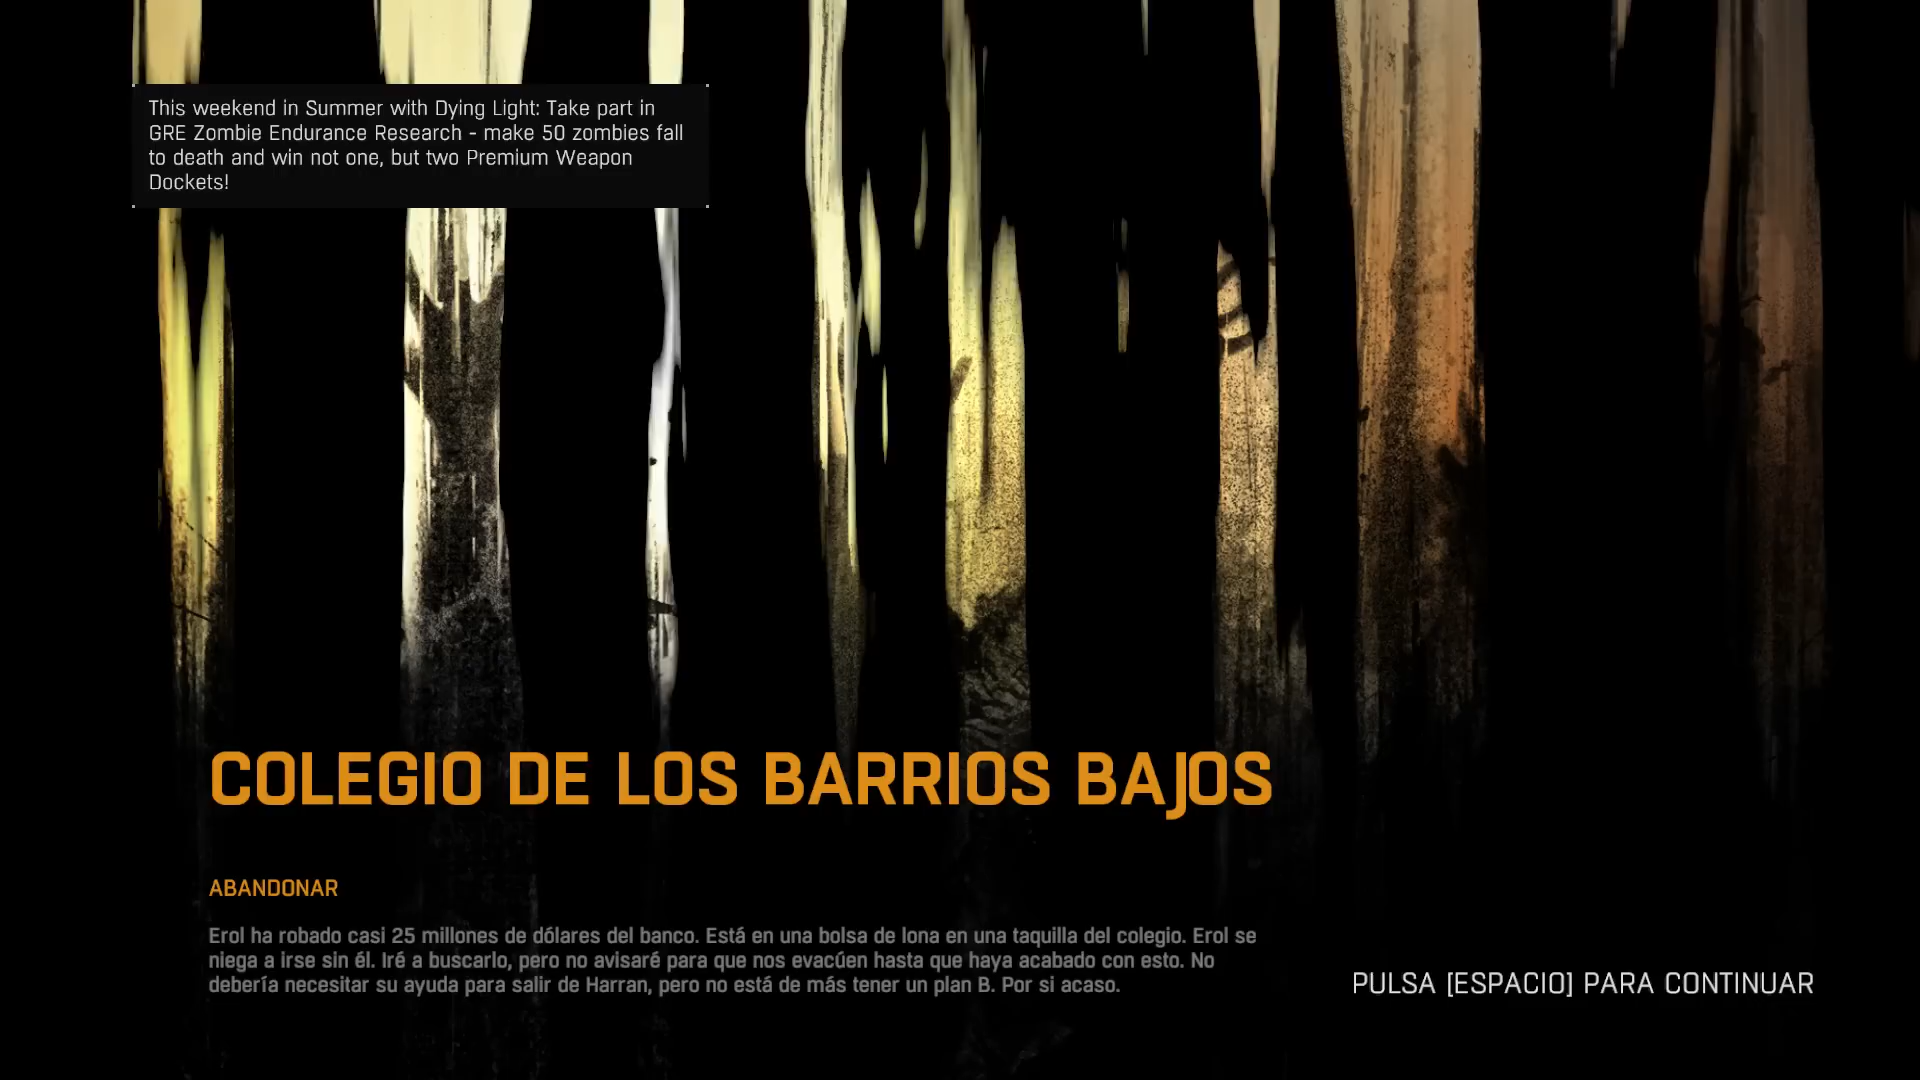 This weekend in Summer with Dying Light: Take part in
GRE Zombie Endurance Research - make 50 zombies fall
to death and win not one, but two Premium Weapon
Dockets!
COLEGIO DE LOS BARRIOS BAJOS
ABANDONAR
Erol ha robado casi 25 millones de dólares del banco. Está en una bolsa de lona en una taquilla del colegio. Erol se
niega a irse sin él. Iré a buscarlo, pero no avisaré para que nos evacúen hasta que haya acabado con esto. No
debería necesitar su ayuda para salir de Harran, pero no está de más tener un plan B. Por si acaso.
PULSA [ESPACIO] PARA CONTINUAR